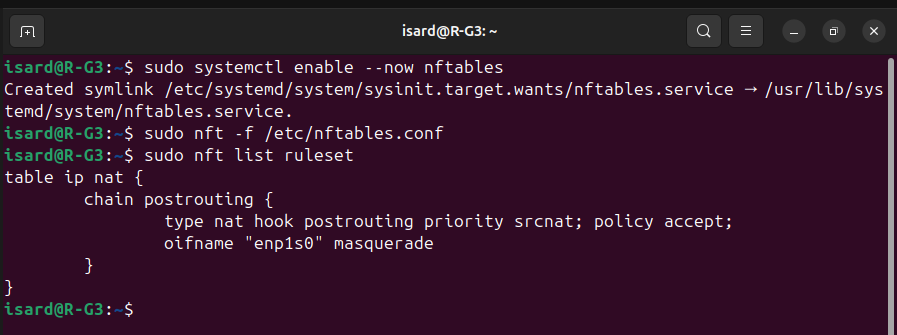 isard@R-G3: ~
isard@R-G3:~$ sudo systemctl enable --now nftables
Created symlink /etc/systemd/system/sysinit.target.wants/nftables.service → /usr/lib/sys
temd/system/nftables.service.
isard@R-G3:~$ sudo nft -f /etc/nftables.conf
isard@R-G3:~$ sudo nft list ruleset
table ip nat {
        chain postrouting {
                type nat hook postrouting priority srcnat; policy accept;
                oifname "enp1s0" masquerade
        }
}
isard@R-G3:~$